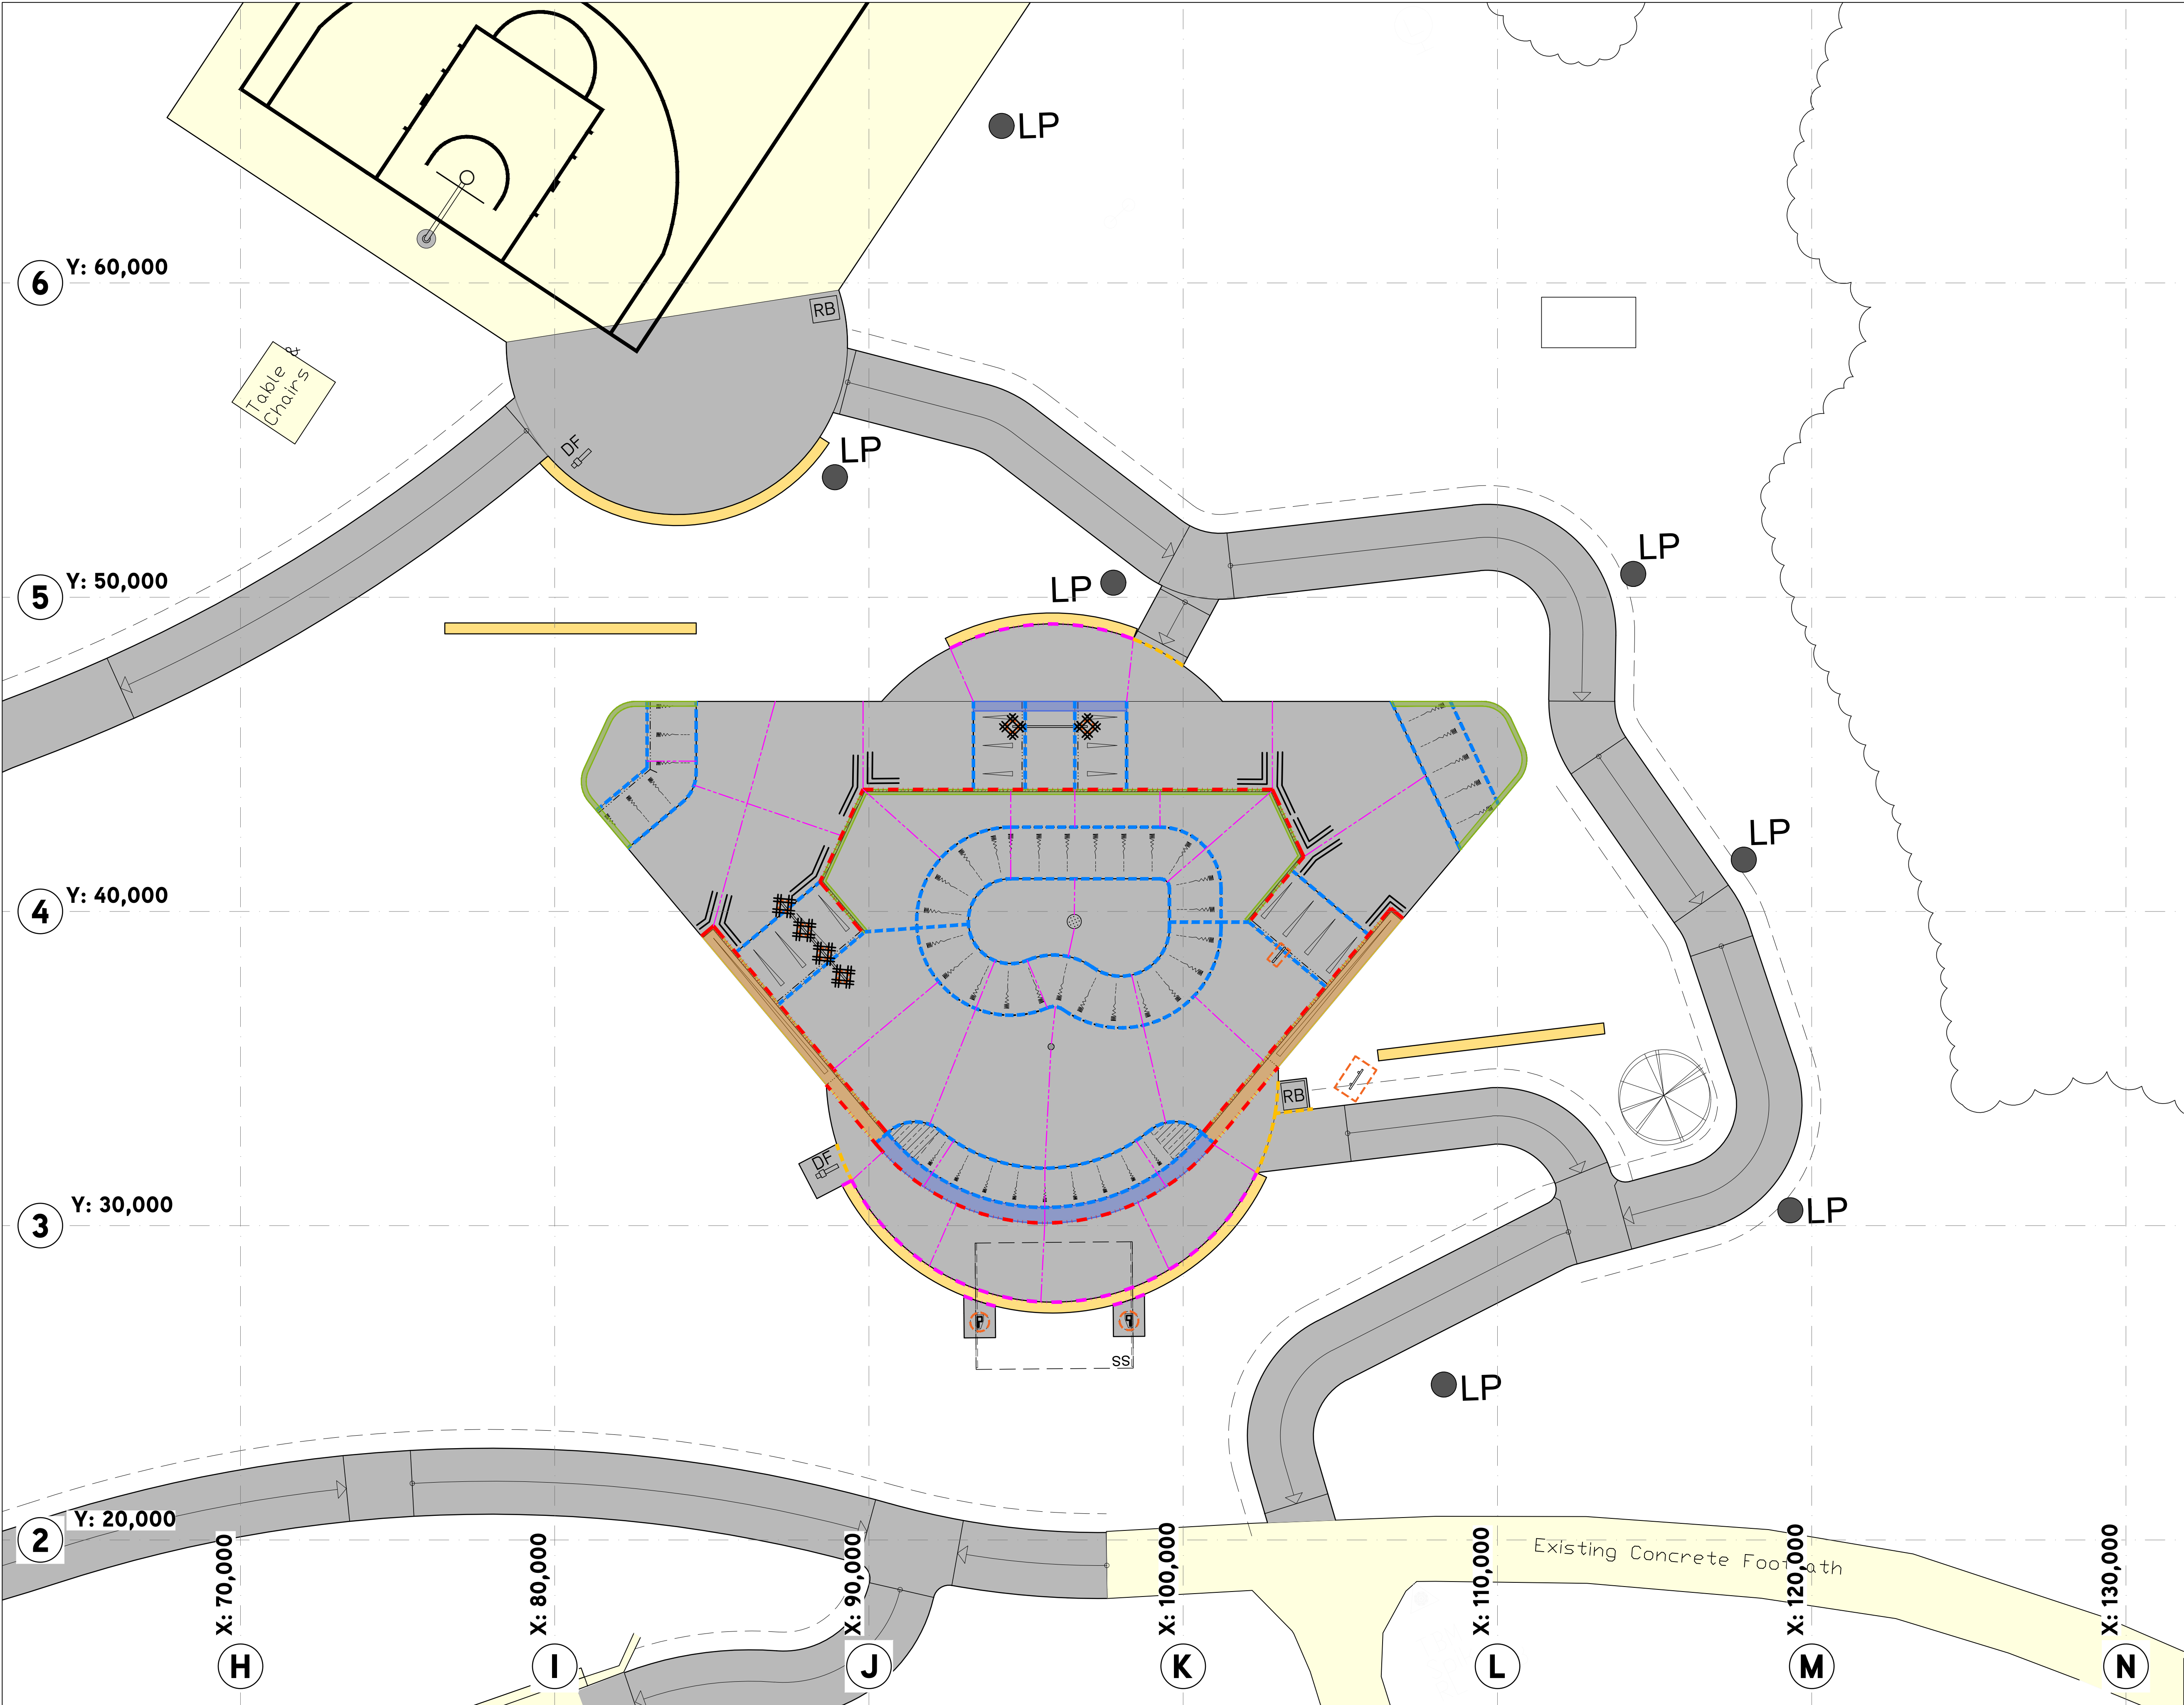 LP
6 Y: 60,000
RB
Table &
Chairs
DF
LP
LP
5 Y: 50,000
LP
LP
4 Y: 40,000
RB
DF
3 Y: 30,000
LP
SS
LP
2 Y: 20,000
Existing Concrete Footpath
X: 70,000
X: 80,000
X: 90,000
X: 100,000
X: 110,000
X: 120,000
X: 130,000
H I J K L M N